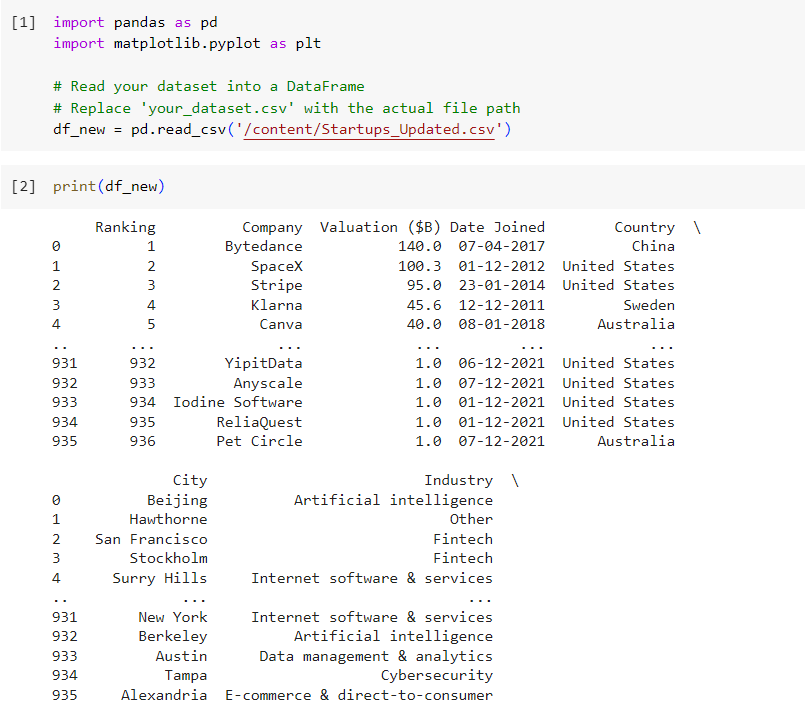 [1] import pandas as pd
import matplotlib.pyplot as plt
# Read your dataset into a DataFrame
# Replace 'your_dataset.csv' with the actual file path
df_new = pd.read_csv('/content/Startups_Updated.csv')
[2] print(df_new)
Ranking Company Valuation ($B) Date Joined Country \
0 1 Bytedance 140.0 07-04-2017 China
1 2 SpaceX 100.3 01-12-2012 United States
2 3 Stripe 95.0 23-01-2014 United States
3 4 Klarna 45.6 12-12-2011 Sweden
4 5 Canva 40.0 08-01-2018 Australia
.. ... ... ... ... ...
931 932 YipitData 1.0 06-12-2021 United States
932 933 Anyscale 1.0 07-12-2021 United States
933 934 Iodine Software 1.0 01-12-2021 United States
934 935 ReliaQuest 1.0 01-12-2021 United States
935 936 Pet Circle 1.0 07-12-2021 Australia
City Industry \
0 Beijing Artificial intelligence
1 Hawthorne Other
2 San Francisco Fintech
3 Stockholm Fintech
4 Surry Hills Internet software & services
.. ... ...
931 New York Internet software & services
932 Berkeley Artificial intelligence
933 Austin Data management & analytics
934 Tampa Cybersecurity
935 Alexandria E-commerce & direct-to-consumer